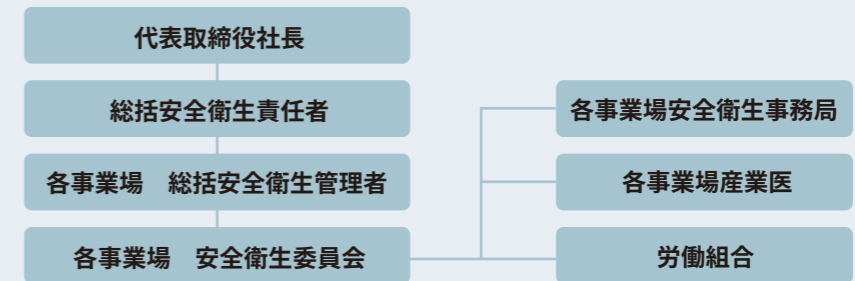 代表取締役社長
総括安全衛生責任者
各事業場　総括安全衛生管理者
各事業場　安全衛生委員会
各事業場安全衛生事務局
各事業場産業医
労働組合